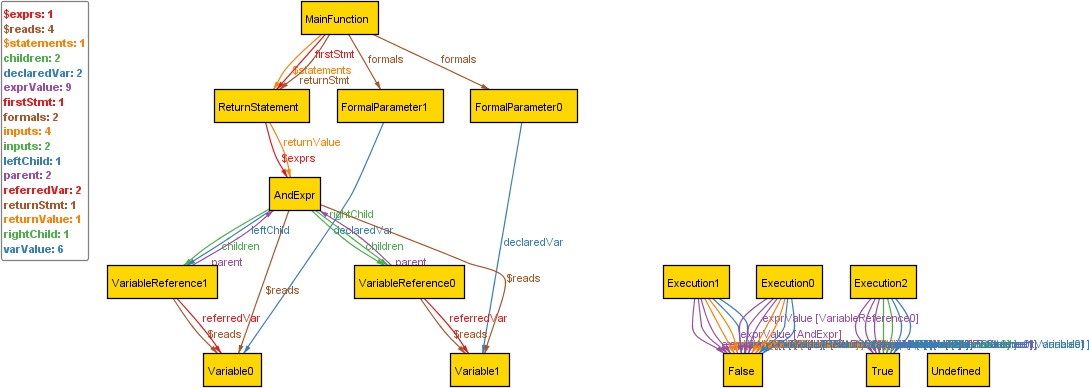 $exprs: 1
$reads: 4
$statements: 1
children: 2
declaredVar: 2
exprValue: 9
firstStmt: 1
formals: 2
inputs: 4
inputs: 2
leftChild: 1
parent: 2
referredVar: 2
returnStmt: 1
returnValue: 1
rightChild: 1
varValue: 6
MainFunction
firstStmt
formals
formals
$statements
returnStmt
ReturnStatement
FormalParameter1
FormalParameter0
returnValue
$exprs
AndExpr
rightChild
leftChild
declaredVar
children
children
declaredVar
parent
parent
VariableReference1
VariableReference0
$reads
$reads
Execution1
Execution0
Execution2
referredVar
referredVar
exprValue [VariableReference0]
$reads
$reads
exprValue [AndExpr]
Variable0
Variable1
False
True
Undefined